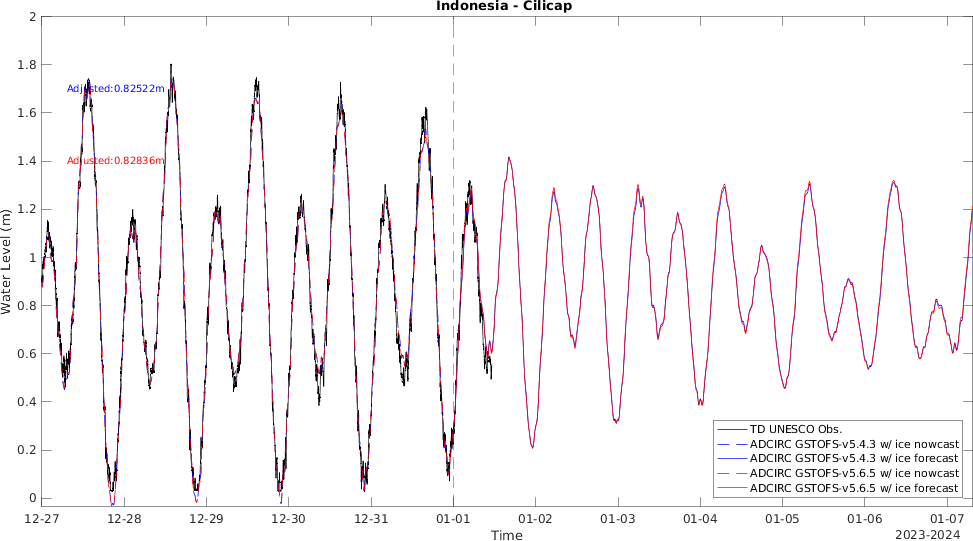 Indonesia - Cilicap
2
1.8
1.6
1.4
1.2
1
0.8
0.6
0.4
0.2
0
Water Level (m)
Adjusted:0.82522m
Adjusted:0.82836m
TD UNESCO Obs.
ADCIRC GSTOFS-v5.4.3 w/ ice nowcast
ADCIRC GSTOFS-v5.4.3 w/ ice forecast
ADCIRC GSTOFS-v5.6.5 w/ ice nowcast
ADCIRC GSTOFS-v5.6.5 w/ ice forecast
12-27 12-28 12-29 12-30 12-31 01-01 01-02 01-03 01-04 01-05 01-06 01-07
Time
2023-2024